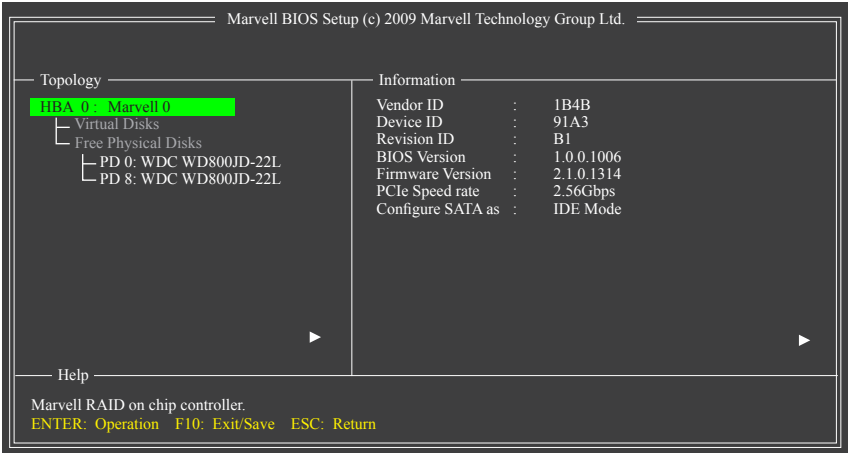 Marvell BIOS Setup (c) 2009 Marvell Technology Group Ltd.
Topology
HBA 0 : Marvell 0
Virtual Disks
Free Physical Disks
PD 0: WDC WD800JD-22L
PD 8: WDC WD800JD-22L
Information
Vendor ID : 1B4B
Device ID : 91A3
Revision ID : B1
BIOS Version : 1.0.0.1006
Firmware Version : 2.1.0.1314
PCIe Speed rate : 2.56Gbps
Configure SATA as : IDE Mode
Help
Marvell RAID on chip controller.
ENTER: Operation F10: Exit/Save ESC: Return